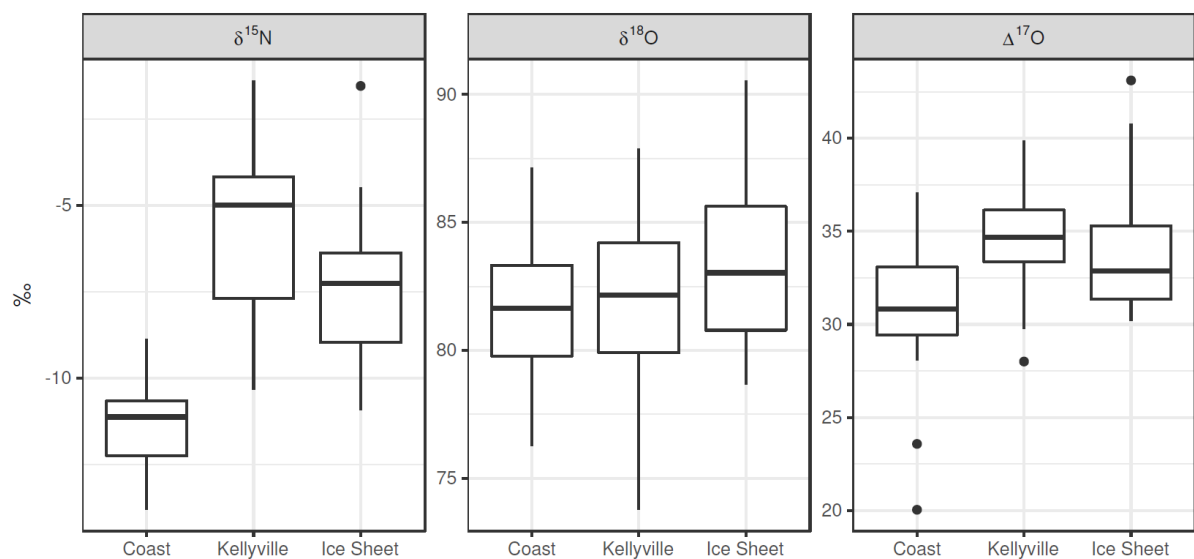 δ¹⁵N
δ¹⁸O
Δ¹⁷O
‰
-5
-10
90
85
80
75
40
35
30
25
20
Coast Kellyville Ice Sheet
Coast Kellyville Ice Sheet
Coast Kellyville Ice Sheet